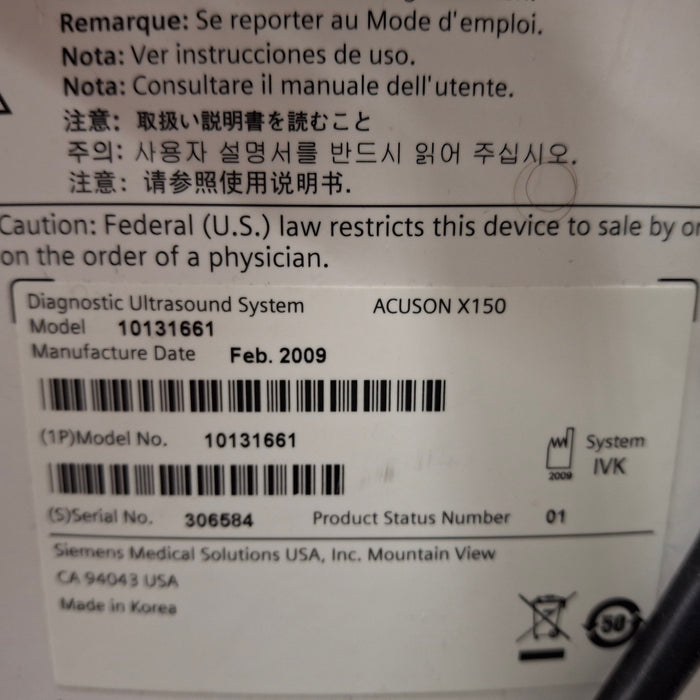 Remarque: Se reporter au Mode d'emploi.
Nota: Ver instrucciones de uso.
Nota: Consultare il manuale dell'utente.
注意: 取扱い説明書を読むこと
주의: 사용자 설명서를 반드시 읽어 주십시오.
注意: 请参照使用说明书.
Caution: Federal (U.S.) law restricts this device to sale by or
on the order of a physician.
Diagnostic Ultrasound System ACUSON X150
Model 10131661
Manufacture Date Feb. 2009
(1P)Model No. 10131661
System
IVK
2009
(S)Serial No. 306584 Product Status Number 01
Siemens Medical Solutions USA, Inc. Mountain View
CA 94043 USA
Made in Korea
50